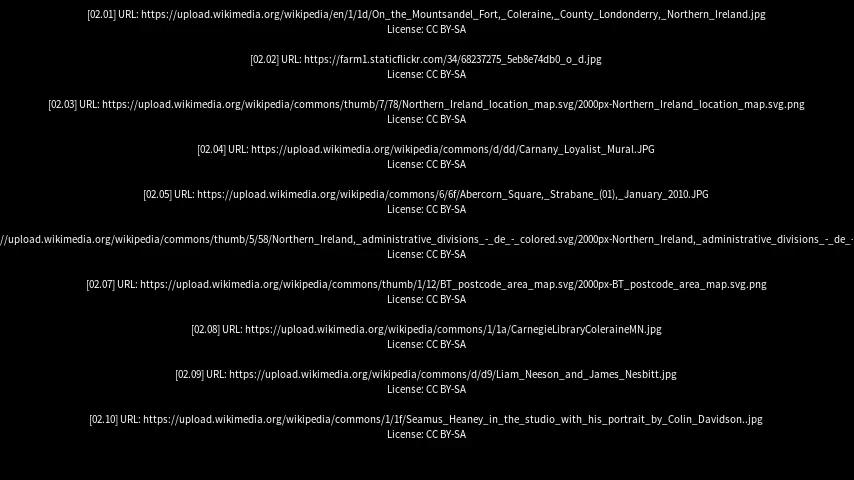 [02.01] URL: https://upload.wikimedia.org/wikipedia/en/1/1d/On_the_Mountsandel_Fort,_Coleraine,_County_Londonderry,_Northern_Ireland.jpg
License: CC BY-SA
[02.02] URL: https://farm1.staticflickr.com/34/68237275_5eb8e74db0_o_d.jpg
License: CC BY-SA
[02.03] URL: https://upload.wikimedia.org/wikipedia/commons/thumb/7/78/Northern_Ireland_location_map.svg/2000px-Northern_Ireland_location_map.svg.png
License: CC BY-SA
[02.04] URL: https://upload.wikimedia.org/wikipedia/commons/d/dd/Carnany_Loyalist_Mural.JPG
License: CC BY-SA
[02.05] URL: https://upload.wikimedia.org/wikipedia/commons/6/6f/Abercorn_Square,_Strabane_(01),_January_2010.JPG
License: CC BY-SA
//upload.wikimedia.org/wikipedia/commons/thumb/5/58/Northern_Ireland,_administrative_divisions_-_de_-_colored.svg/2000px-Northern_Ireland,_administrative_divisions_-_de_-
License: CC BY-SA
[02.07] URL: https://upload.wikimedia.org/wikipedia/commons/thumb/1/12/BT_postcode_area_map.svg/2000px-BT_postcode_area_map.svg.png
License: CC BY-SA
[02.08] URL: https://upload.wikimedia.org/wikipedia/commons/1/1a/CarnegieLibraryColeraineMN.jpg
License: CC BY-SA
[02.09] URL: https://upload.wikimedia.org/wikipedia/commons/d/d9/Liam_Neeson_and_James_Nesbitt.jpg
License: CC BY-SA
[02.10] URL: https://upload.wikimedia.org/wikipedia/commons/1/1f/Seamus_Heaney_in_the_studio_with_his_portrait_by_Colin_Davidson..jpg
License: CC BY-SA